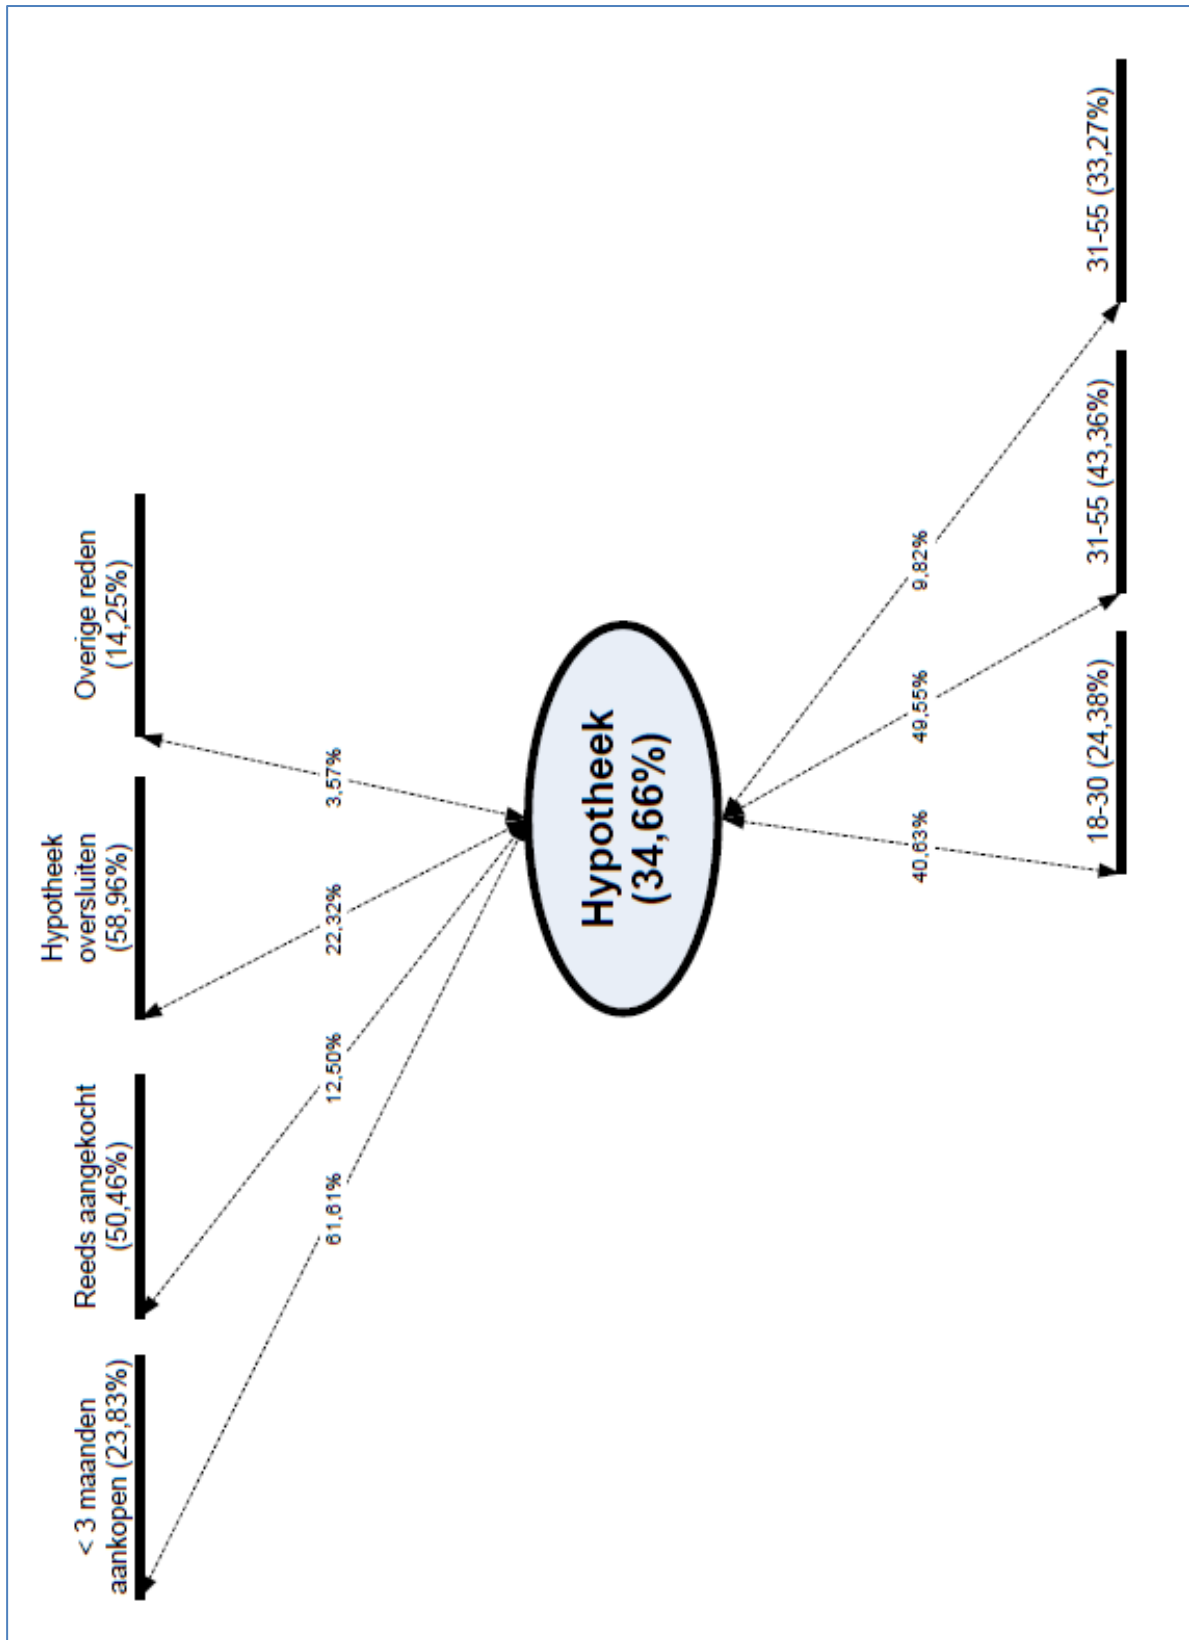 < 3 maanden
aankopen (23,83%)
Reeds aangekocht
(50,46%)
Hypotheek
oversluiten
(58,96%)
Overige reden
(14,25%)
61,61%
12,50%
22,32%
3,57%
Hypotheek
(34,66%)
40,63%
49,55%
9,82%
18-30 (24,38%)
31-55 (43,36%)
31-55 (33,27%)